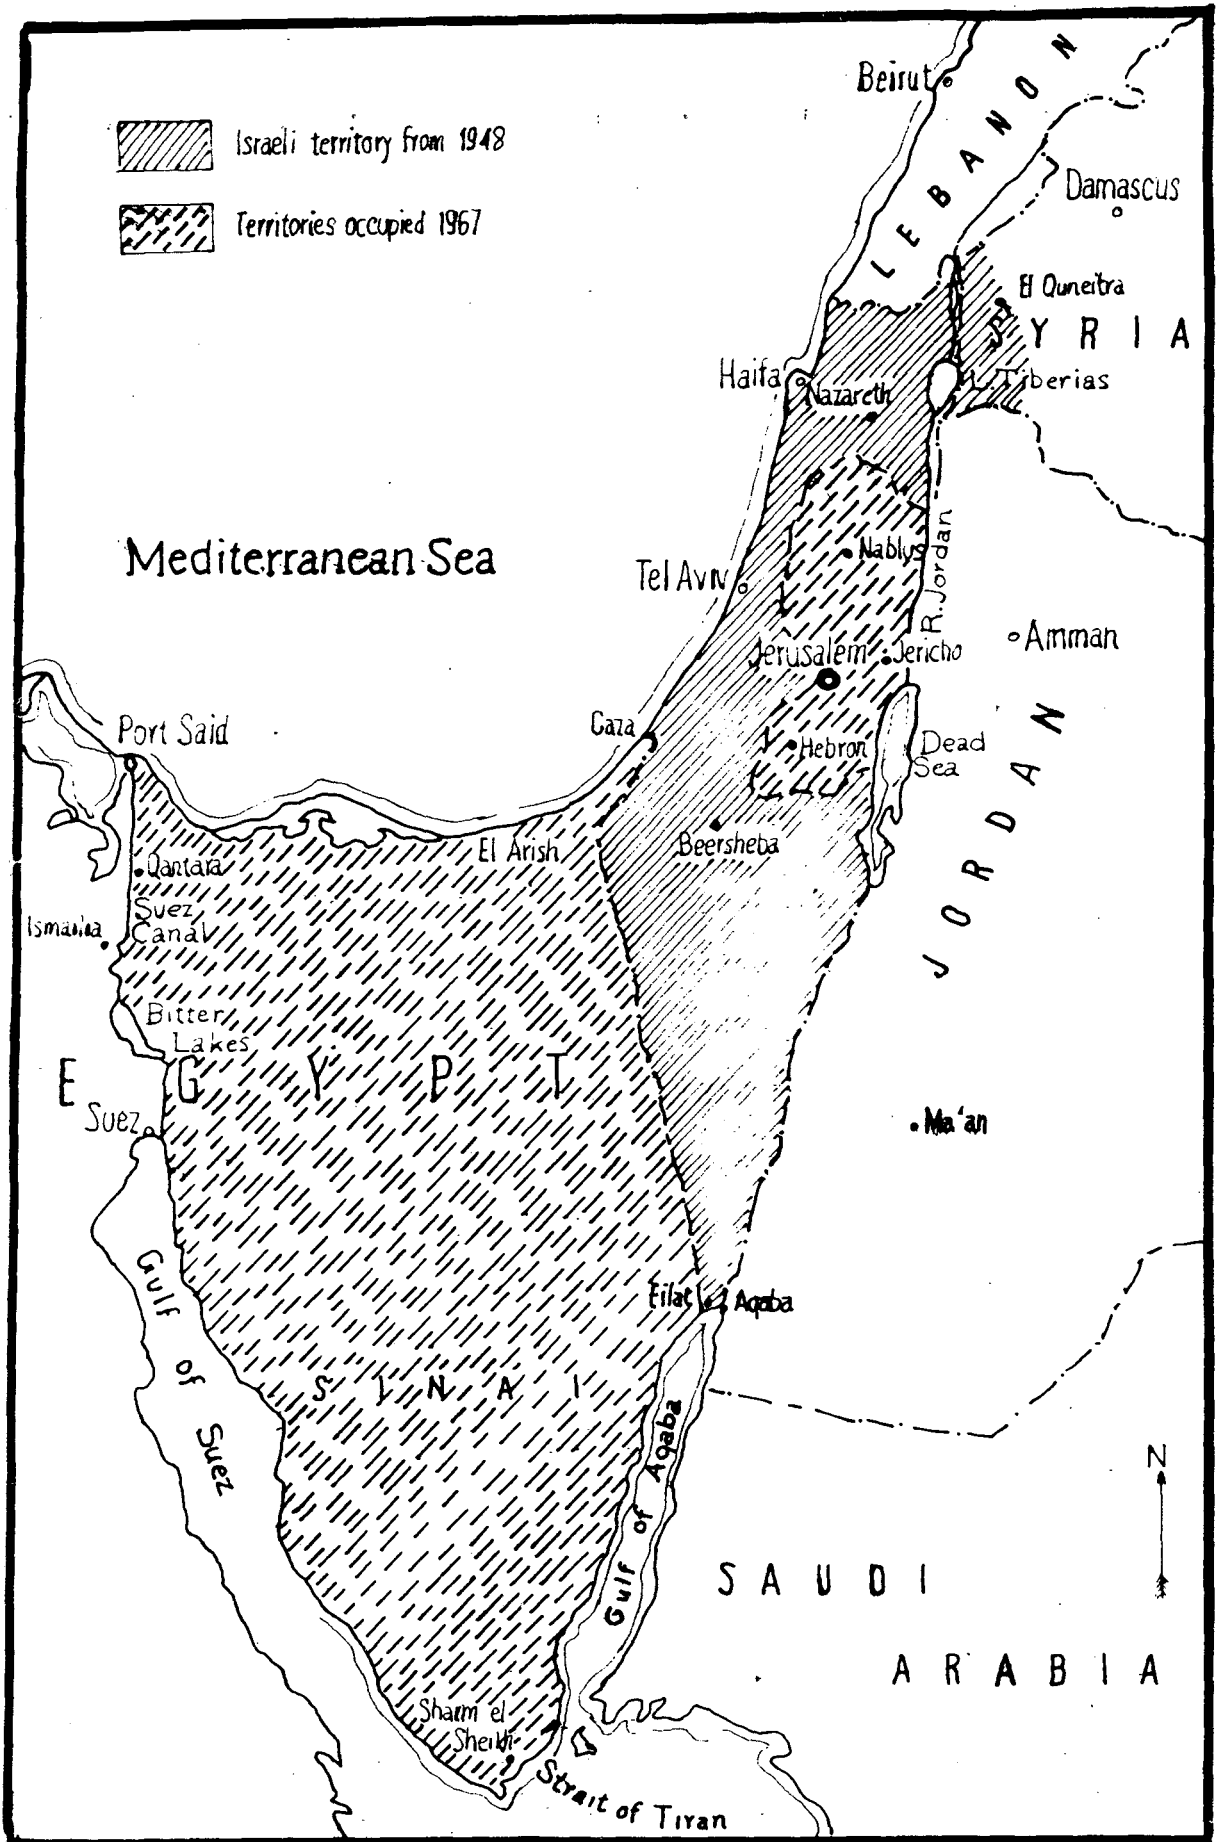 Beirut
LEBANON
Israeli territory from 1948
Territories occupied 1967
Damascus
El Quneitra
SYRIA
Haifa
Nazareth
L. Tiberias
Mediterranean Sea
Tel Aviv
Nablus
R. Jordan
Jerusalem
Jericho
Amman
Port Said
Gaza
Hebron
Dead
Sea
JORDAN
El Arish
Beersheba
Qantara
Suez
Canal
Bitter
Lakes
EGYPT
Suez
Ma'an
Gulf of Suez
Eilat
Aqaba
SINAI
Gulf of Aqaba
N
SAUDI
ARABIA
Sharm el
Sheikh
Strait of Tiran